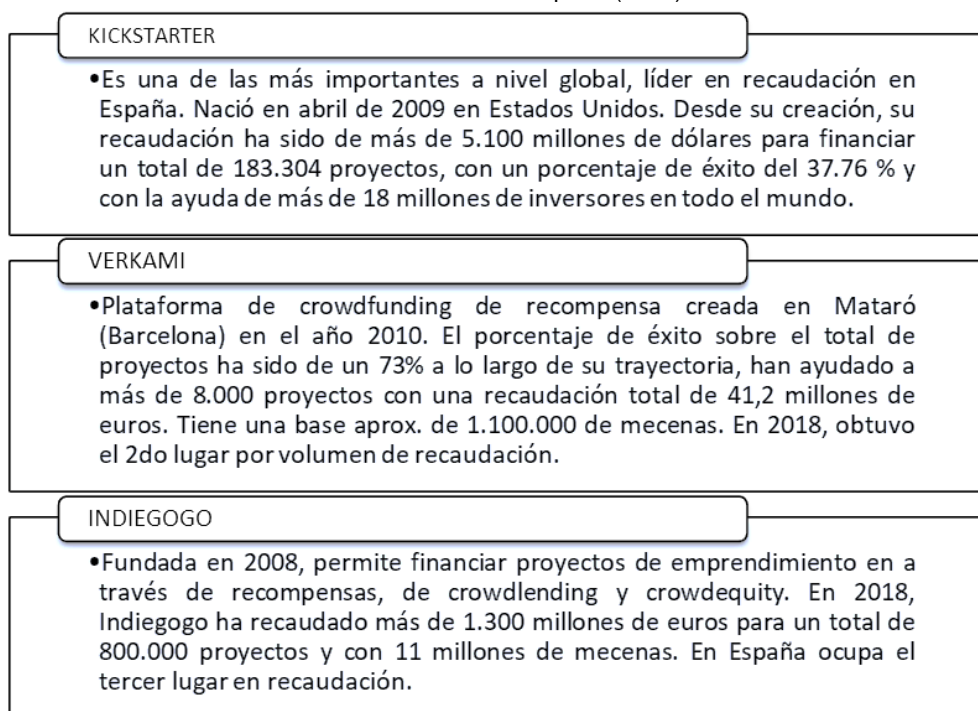 KICKSTARTER
•Es una de las más importantes a nivel global, líder en recaudación en
España. Nació en abril de 2009 en Estados Unidos. Desde su creación, su
recaudación ha sido de más de 5.100 millones de dólares para financiar
un total de 183.304 proyectos, con un porcentaje de éxito del 37.76 % y
con la ayuda de más de 18 millones de inversores en todo el mundo.
VERKAMI
•Plataforma de crowdfunding de recompensa creada en Mataró
(Barcelona) en el año 2010. El porcentaje de éxito sobre el total de
proyectos ha sido de un 73% a lo largo de su trayectoria, han ayudado a
más de 8.000 proyectos con una recaudación total de 41,2 millones de
euros. Tiene una base aprox. de 1.100.000 de mecenas. En 2018, obtuvo
el 2do lugar por volumen de recaudación.
INDIEGOGO
•Fundada en 2008, permite financiar proyectos de emprendimiento en a
través de recompensas, de crowdlending y crowdequity. En 2018,
Indiegogo ha recaudado más de 1.300 millones de euros para un total de
800.000 proyectos y con 11 millones de mecenas. En España ocupa el
tercer lugar en recaudación.